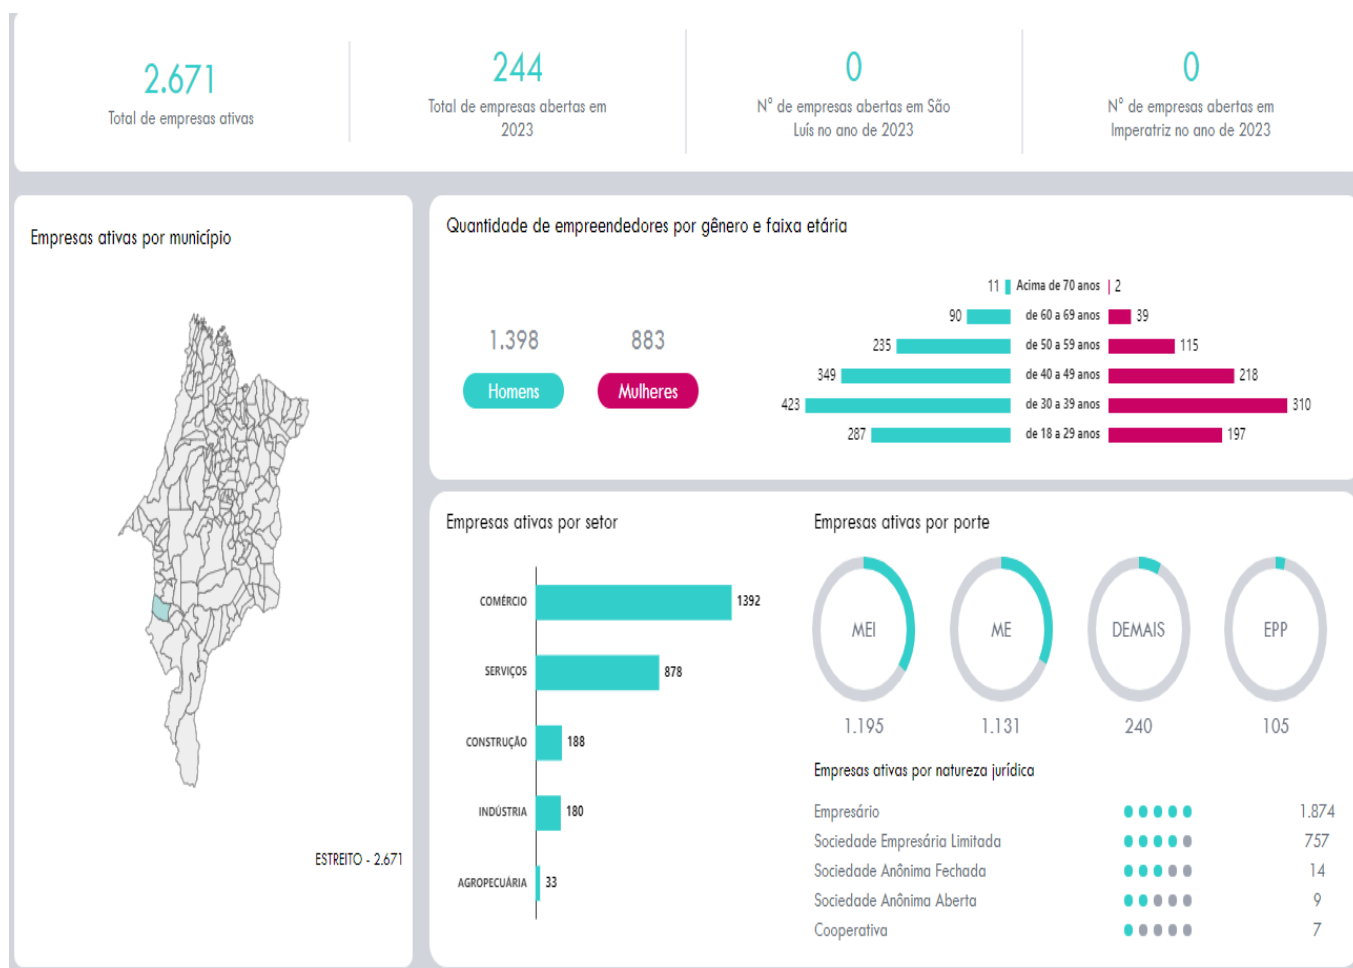 2.671
Total de empresas ativas
244
Total de empresas abertas em
2023
0
N° de empresas abertas em São
Luís no ano de 2023
0
N° de empresas abertas em
Imperatriz no ano de 2023
Empresas ativas por município
ESTREITO - 2.671
Quantidade de empreendedores por gênero e faixa etária
1.398
Homens
883
Mulheres
11 Acima de 70 anos 2
90 de 60 a 69 anos 39
235 de 50 a 59 anos 115
349 de 40 a 49 anos 218
423 de 30 a 39 anos 310
287 de 18 a 29 anos 197
Empresas ativas por setor
COMÉRCIO 1392
SERVIÇOS 878
CONSTRUÇÃO 188
INDÚSTRIA 180
AGROPECUÁRIA 33
Empresas ativas por porte
MEI ME DEMAIS EPP
1.195 1.131 240 105
Empresas ativas por natureza jurídica
Empresário 1.874
Sociedade Empresária Limitada 757
Sociedade Anônima Fechada 14
Sociedade Anônima Aberta 9
Cooperativa 7